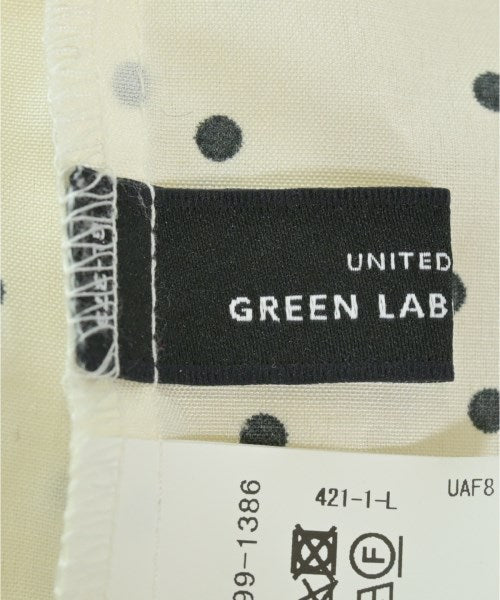 UNITED
GREEN LAB
421-1-L
UAF8
99-1386
F